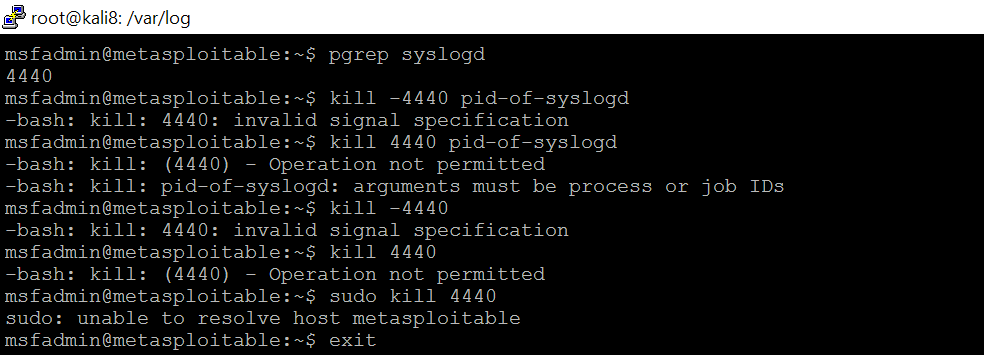 root@kali8: /var/log
msfadmin@metasploitable:~$ pgrep syslogd
4440
msfadmin@metasploitable:~$ kill -4440 pid-of-syslogd
-bash: kill: 4440: invalid signal specification
msfadmin@metasploitable:~$ kill 4440 pid-of-syslogd
-bash: kill: (4440) - Operation not permitted
-bash: kill: pid-of-syslogd: arguments must be process or job IDs
msfadmin@metasploitable:~$ kill -4440
-bash: kill: 4440: invalid signal specification
msfadmin@metasploitable:~$ kill 4440
-bash: kill: (4440) - Operation not permitted
msfadmin@metasploitable:~$ sudo kill 4440
sudo: unable to resolve host metasploitable
msfadmin@metasploitable:~$ exit